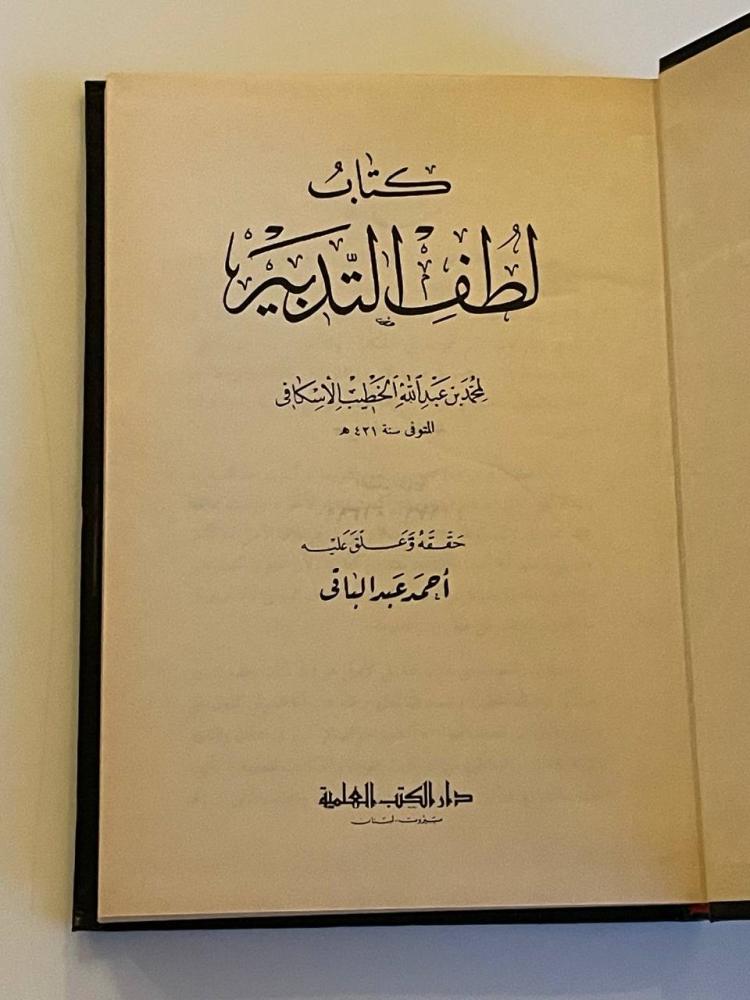 كتاب
لطف التدبير
لمحمد بن عبد الله الخطيب الإسكافي
المتوفى سنة ٤٢١ هـ
حققه وعلق عليه
أحمد عبد الباقي
دار الكتب العلمية
بيروت - لبنان